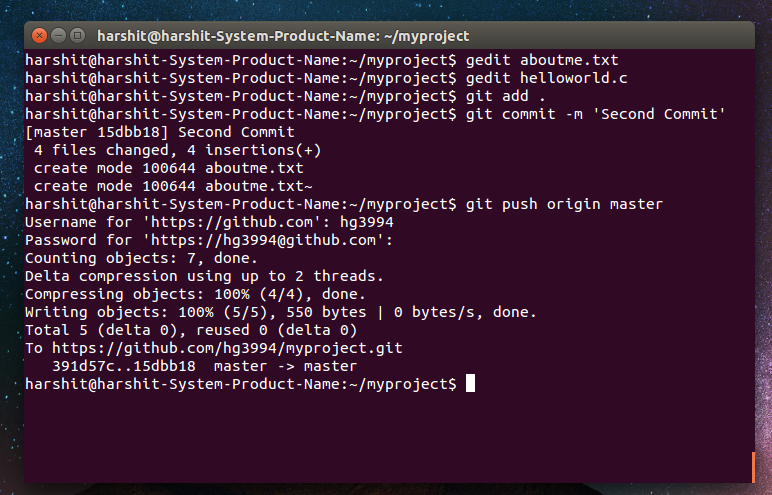 harshit@harshit-System-Product-Name: ~/myproject
harshit@harshit-System-Product-Name:~/myproject$ gedit aboutme.txt
harshit@harshit-System-Product-Name:~/myproject$ gedit helloworld.c
harshit@harshit-System-Product-Name:~/myproject$ git add .
harshit@harshit-System-Product-Name:~/myproject$ git commit -m 'Second Commit'
[master 15dbb18] Second Commit
 4 files changed, 4 insertions(+)
 create mode 100644 aboutme.txt
 create mode 100644 aboutme.txt~
harshit@harshit-System-Product-Name:~/myproject$ git push origin master
Username for 'https://github.com': hg3994
Password for 'https://hg3994@github.com':
Counting objects: 7, done.
Delta compression using up to 2 threads.
Compressing objects: 100% (4/4), done.
Writing objects: 100% (5/5), 550 bytes | 0 bytes/s, done.
Total 5 (delta 0), reused 0 (delta 0)
To https://github.com/hg3994/myproject.git
   391d57c..15dbb18  master -> master
harshit@harshit-System-Product-Name:~/myproject$